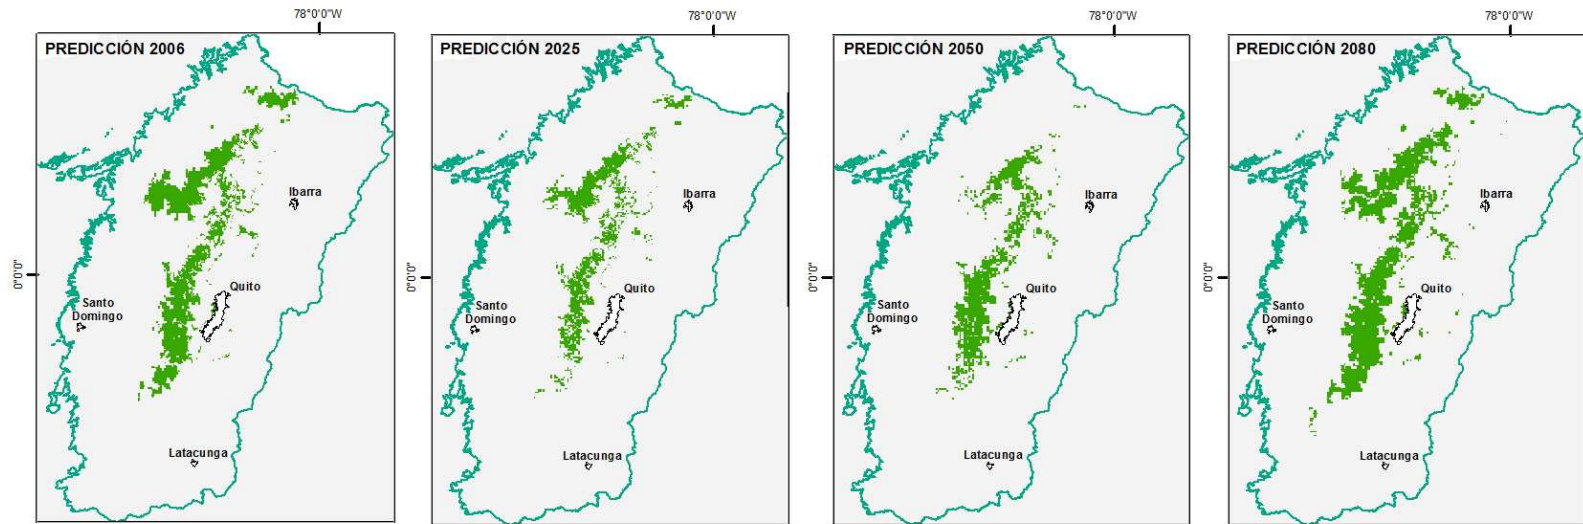 78°0'0"W
PREDICCIÓN 2006
Ibarra
0°0'0"
Quito
Santo
Domingo
Latacunga
78°0'0"W
PREDICCIÓN 2025
Ibarra
0°0'0"
Quito
Santo
Domingo
Latacunga
78°0'0"W
PREDICCIÓN 2050
Ibarra
0°0'0"
Quito
Santo
Domingo
Latacunga
78°0'0"W
PREDICCIÓN 2080
Ibarra
0°0'0"
Quito
Santo
Domingo
Latacunga